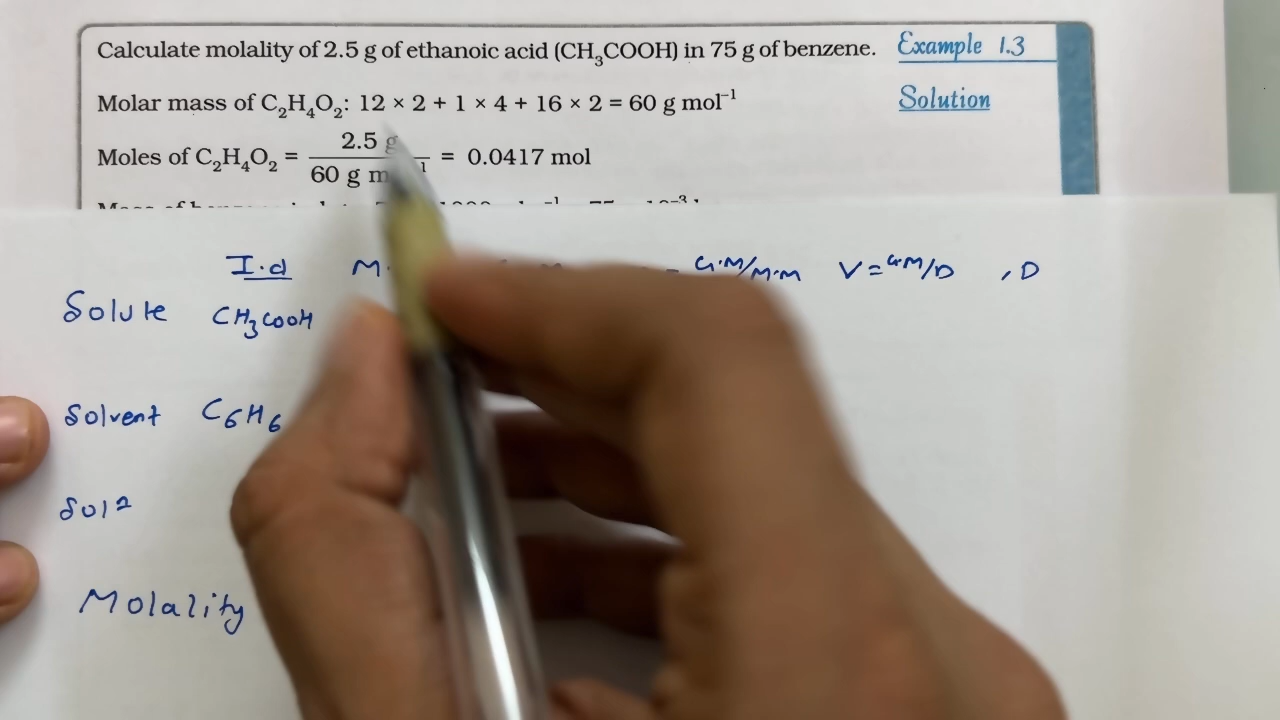 Calculate molality of 2.5 g of ethanoic acid (CH₃COOH) in 75 g of benzene. Example 1.3
Molar mass of C₂H₄O₂: 12 × 2 + 1 × 4 + 16 × 2 = 60 g mol⁻¹ Solution
Moles of C₂H₄O₂ = 2.5 g / 60 g = 0.0417 mol
I.d M. G.M/M.M V=G.M/D , D
Solute CH₃COOH
Solvent C₆H₆
Molality